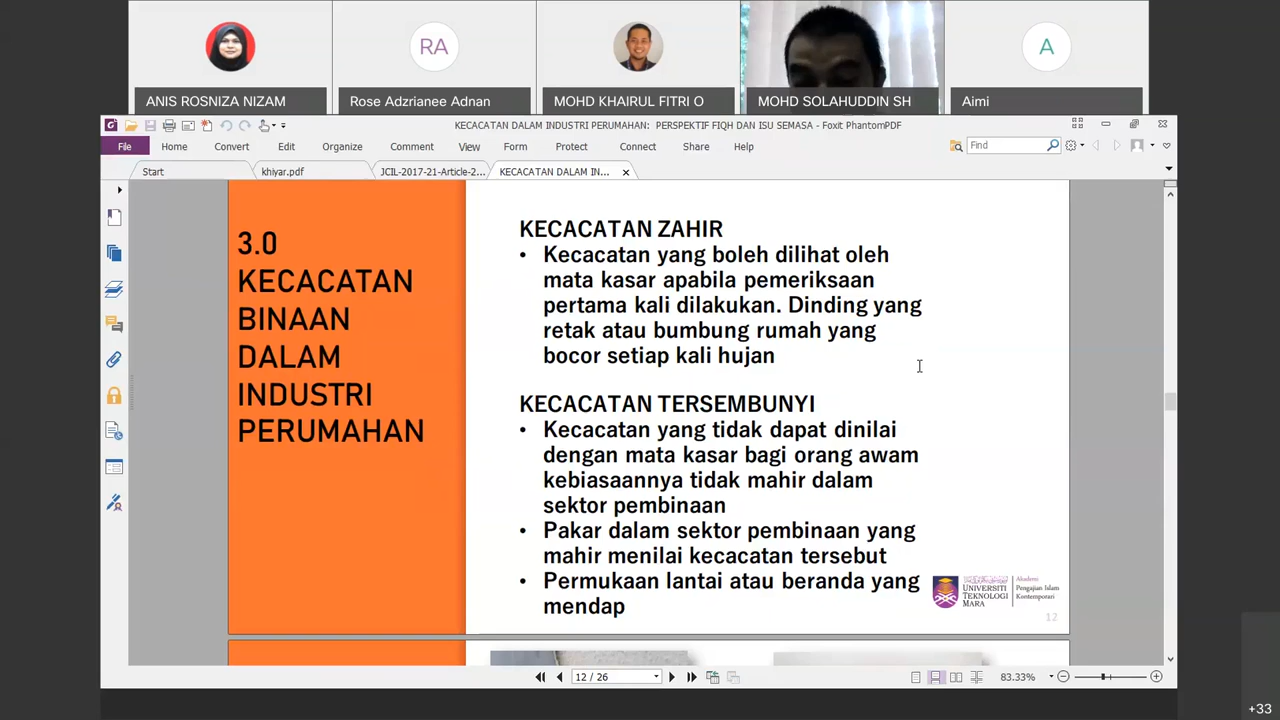 RA
A
ANIS ROSNIZA NIZAM
Rose Adzrianee Adnan
MOHD KHAIRUL FITRI O
MOHD SOLAHUDDIN SH
Aimi
KECACATAN DALAM INDUSTRI PERUMAHAN: PERSPEKTIF FIQH DAN ISU SEMASA - Foxit PhantomPDF
File
Home
Convert
Edit
Organize
Comment
View
Form
Protect
Connect
Share
Help
Find
Start
khiyar.pdf
JCIL-2017-21-Article-2...
KECACATAN DALAM IN...
3.0
KECACATAN
BINAAN
DALAM
INDUSTRI
PERUMAHAN
KECACATAN ZAHIR
• Kecacatan yang boleh dilihat oleh
mata kasar apabila pemeriksaan
pertama kali dilakukan. Dinding yang
retak atau bumbung rumah yang
bocor setiap kali hujan
KECACATAN TERSEMBUNYI
• Kecacatan yang tidak dapat dinilai
dengan mata kasar bagi orang awam
kebiasaannya tidak mahir dalam
sektor pembinaan
• Pakar dalam sektor pembinaan yang
mahir menilai kecacatan tersebut
• Permukaan lantai atau beranda yang
mendap
UNIVERSITI
TEKNOLOGI
MARA
Akademi
Pengajian Islam
Kontemporari
12
12 / 26
83.33%
+33